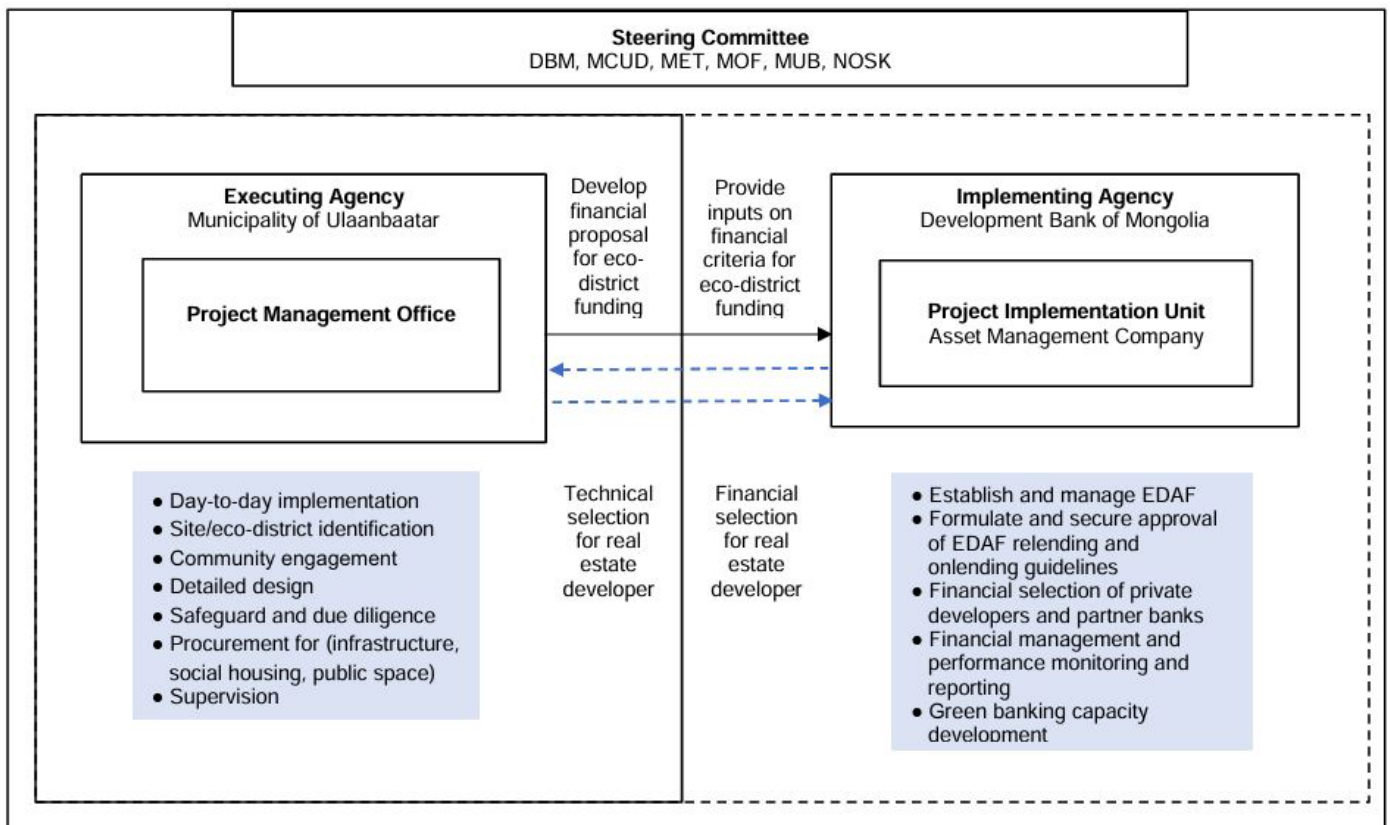 Steering Committee
DBM, MCUD, MET, MOF, MUB, NOSK
Executing Agency
Municipality of Ulaanbaatar
Project Management Office
Develop
financial
proposal
for eco-
district
funding
Provide
inputs on
financial
criteria for
eco-district
funding
Implementing Agency
Development Bank of Mongolia
Project Implementation Unit
Asset Management Company
● Day-to-day implementation
● Site/eco-district identification
● Community engagement
● Detailed design
● Safeguard and due diligence
● Procurement for (infrastructure,
social housing, public space)
● Supervision
Technical
selection
for real
estate
developer
Financial
selection
for real
estate
developer
● Establish and manage EDAF
● Formulate and secure approval
of EDAF relending and
onlending guidelines
● Financial selection of private
developers and partner banks
● Financial management and
performance monitoring and
reporting
● Green banking capacity
development